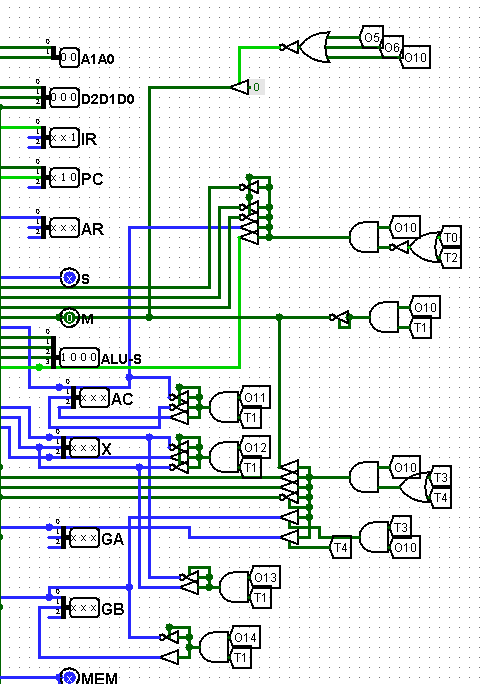 O5
O6
O10
0 0 A1A0
0
0 0 0 D2D1D0
x x 1 IR
x 1 0 PC
x x x AR
O10
T0
T2
x S
0 M
O10
T1
1 0 0 0 ALU-S
x x x AC
O11
T1
x x x X
O12
T1
O10
T3
T4
x x x GA
T3
T4
O10
O13
T1
x x x GB
O14
T1
x MEM